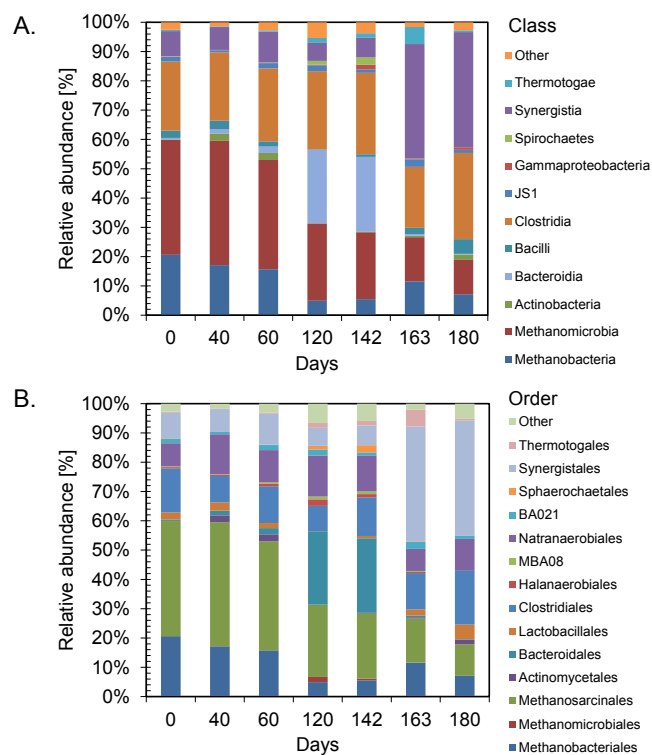 A.
Relative abundance [%]
100%
90%
80%
70%
60%
50%
40%
30%
20%
10%
0%
0 40 60 120 142 163 180
Days
Class
Other
Thermotogae
Synergistia
Spirochaetes
Gammaproteobacteria
JS1
Clostridia
Bacilli
Bacteroidia
Actinobacteria
Methanomicrobia
Methanobacteria
B.
Relative abundance [%]
100%
90%
80%
70%
60%
50%
40%
30%
20%
10%
0%
0 40 60 120 142 163 180
Days
Order
Other
Thermotogales
Synergistales
Sphaerochaetales
BA021
Natranaerobiales
MBA08
Halanaerobiales
Clostridiales
Lactobacillales
Bacteroidales
Actinomycetales
Methanosarcinales
Methanomicrobiales
Methanobacteriales